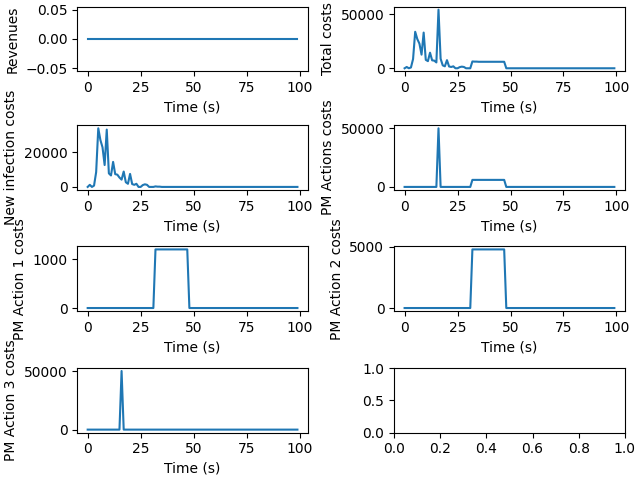 Revenues
0.05
0.00
−0.05
0 25 50 75 100
Time (s)
Total costs
50000
0
0 25 50 75 100
Time (s)
New infection costs
20000
0
0 25 50 75 100
Time (s)
PM Actions costs
50000
0
0 25 50 75 100
Time (s)
PM Action 1 costs
1000
0
0 25 50 75 100
Time (s)
PM Action 2 costs
5000
0
0 25 50 75 100
Time (s)
PM Action 3 costs
50000
0
0 25 50 75 100
Time (s)
1.0
0.5
0.0
0.0 0.2 0.4 0.6 0.8 1.0